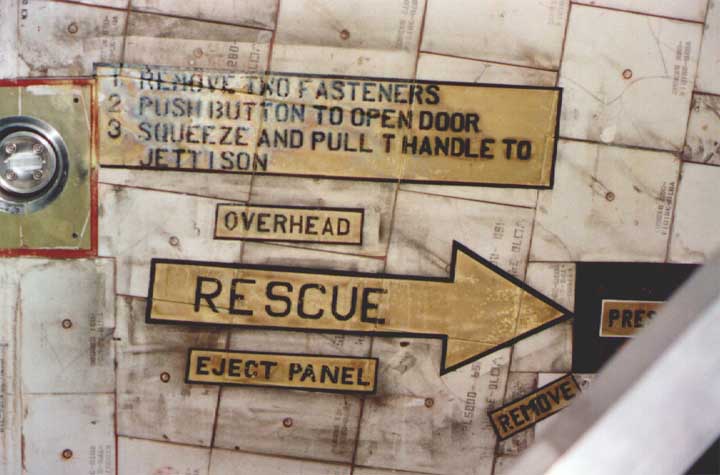 1 REMOVE TWO FASTENERS
2 PUSH BUTTON TO OPEN DOOR
3 SQUEEZE AND PULL T HANDLE TO
JETTISON
OVERHEAD
RESCUE
EJECT PANEL
REMOVE
PRES